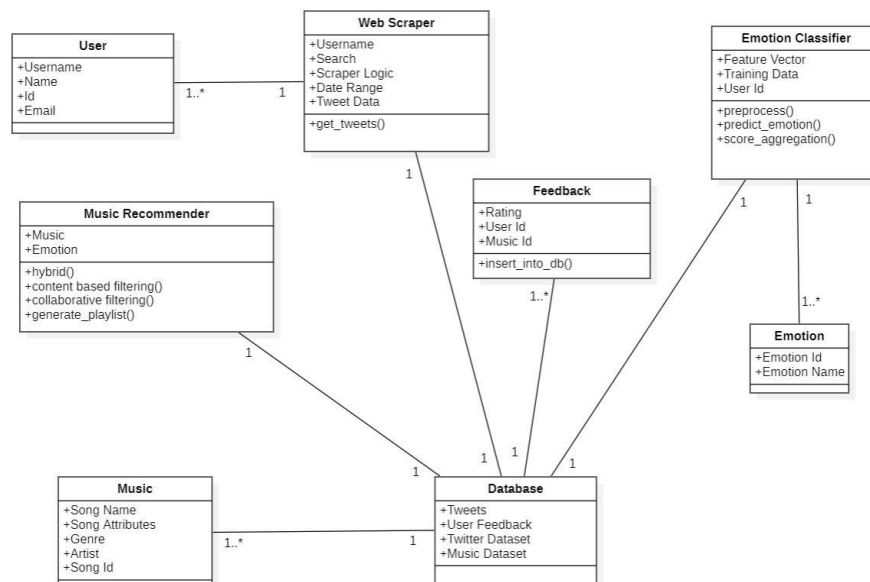 User
+Username
+Name
+Id
+Email
1..*
1
Web Scraper
+Username
+Search
+Scraper Logic
+Date Range
+Tweet Data
+get_tweets()
1
Emotion Classifier
+Feature Vector
+Training Data
+User Id
+preprocess()
+predict_emotion()
+score_aggregation()
1
1
Music Recommender
+Music
+Emotion
+hybrid()
+content based filtering()
+collaborative filtering()
+generate_playlist()
1
Feedback
+Rating
+User Id
+Music Id
+insert_into_db()
1..*
1..*
Emotion
+Emotion Id
+Emotion Name
1
1
1
1
Music
+Song Name
+Song Attributes
+Genre
+Artist
+Song Id
1..*
1
Database
+Tweets
+User Feedback
+Twitter Dataset
+Music Dataset